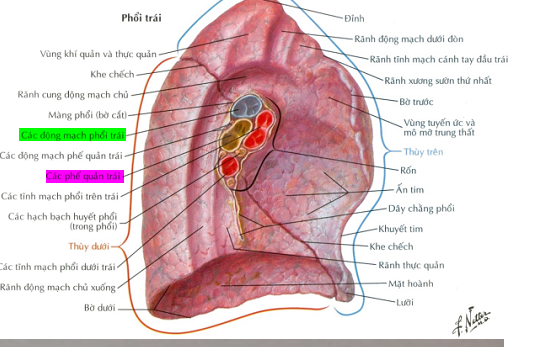 Phổi trái
Đỉnh
Vùng khí quản và thực quản
Khe chếch
Rãnh cung động mạch chủ
Màng phổi (bờ cắt)
Các động mạch phổi trái
Các động mạch phế quản trái
Các phế quản trái
Các tĩnh mạch phổi trên trái
Các hạch bạch huyết phổi
(trong phổi)
Thùy dưới
Các tĩnh mạch phổi dưới trái
Rãnh động mạch chủ xuống
Bờ dưới
Rãnh động mạch dưới đòn
Rãnh tĩnh mạch cánh tay đầu trái
Rãnh xương sườn thứ nhất
Bờ trước
Vùng tuyến ức và
mô mỡ trung thất
Thùy trên
Rốn
Ấn tim
Dây chằng phổi
Khuyết tim
Khe chếch
Rãnh thực quản
Mặt hoành
Lưỡi
F. Netter